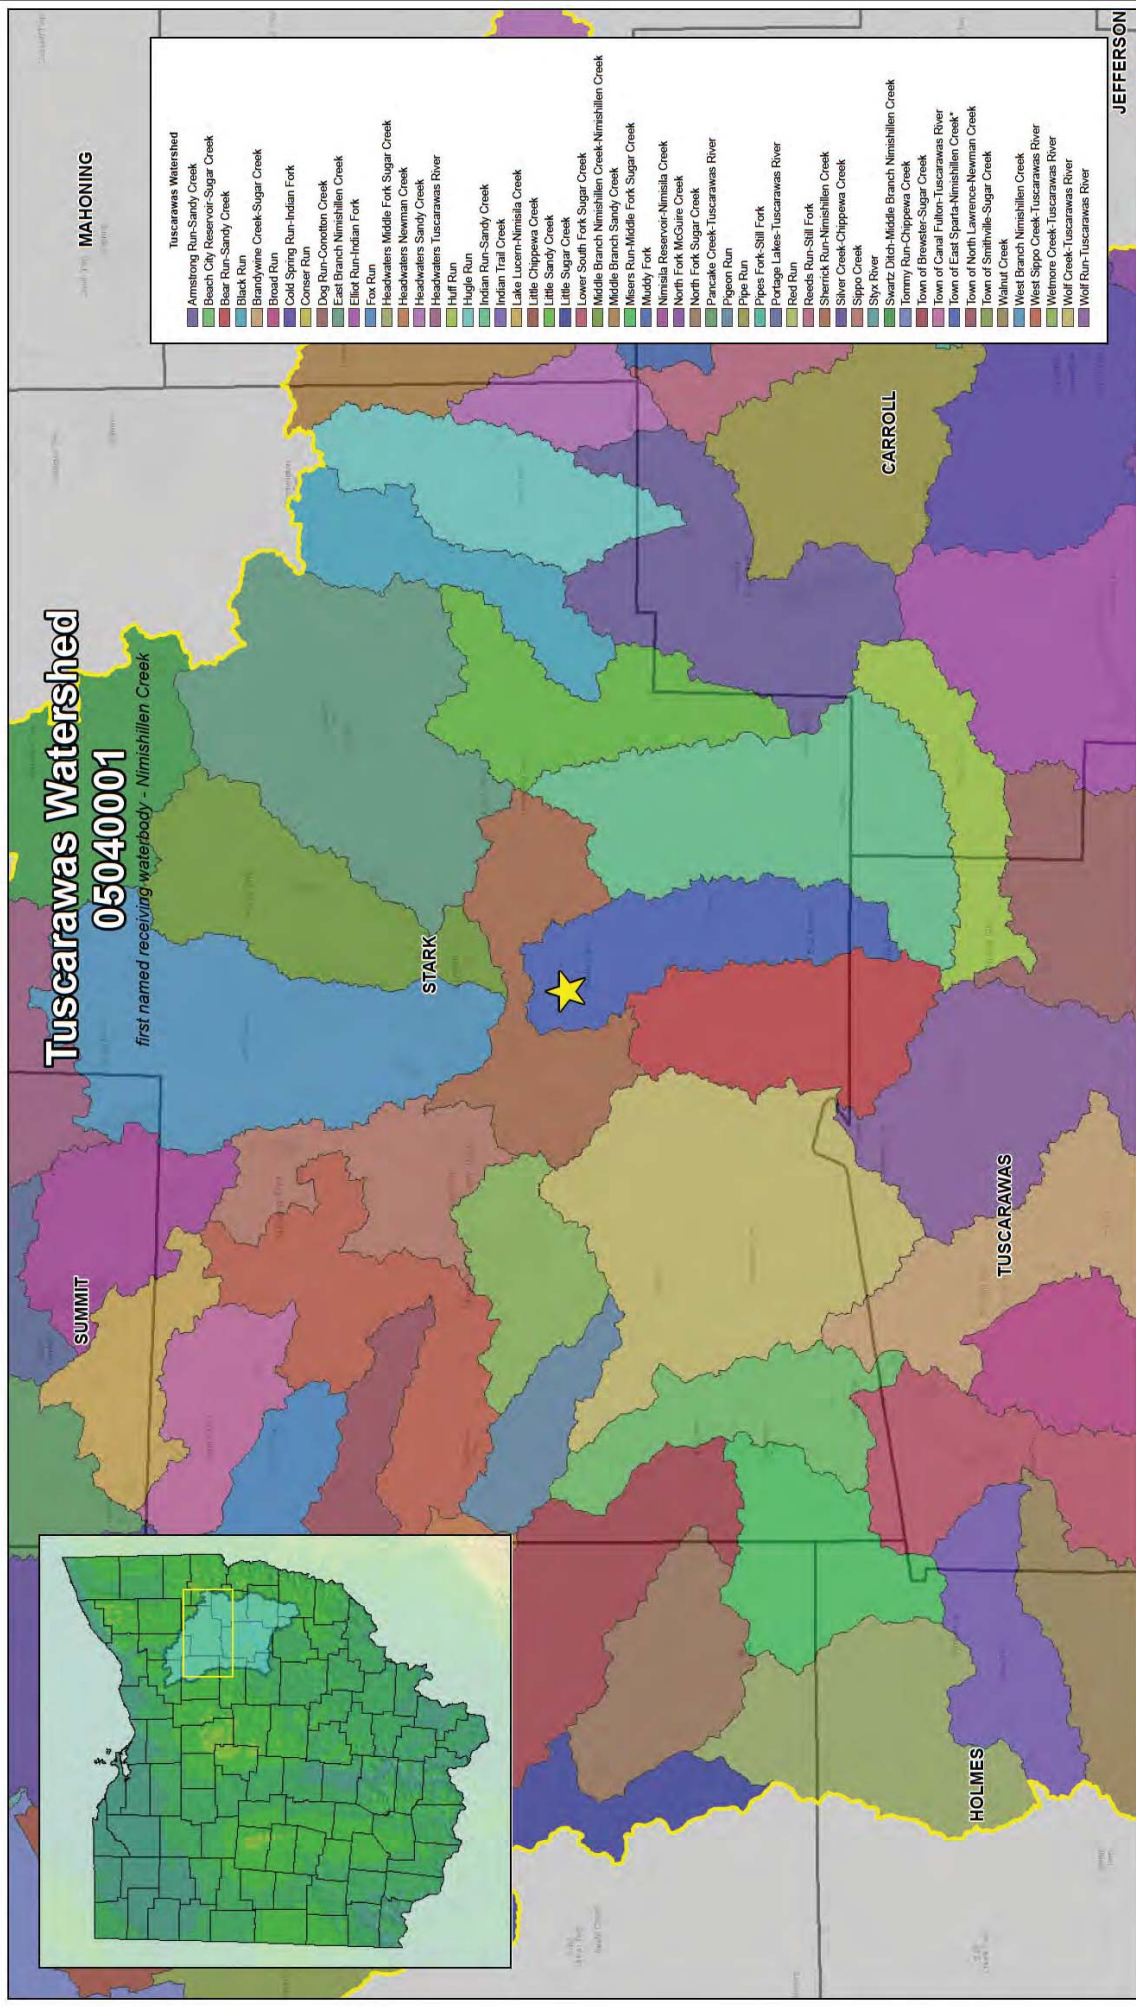 Tuscarawas Watershed
05040001
first named receiving waterbody - Nimishillen Creek
MAHONING
SUMMIT
STARK
CARROLL
JEFFERSON
TUSCARAWAS
HOLMES
Tuscarawas Watershed
Armstrong Run-Sandy Creek
Beach City Reservoir-Sugar Creek
Bear Run-Sandy Creek
Black Run
Brandywine Creek-Sugar Creek
Broad Run
Cold Spring Run-Indian Fork
Conser Run
Dog Run-Conotton Creek
East Branch Nimishillen Creek
Elliot Run-Indian Fork
Fox Run
Headwaters Middle Fork Sugar Creek
Headwaters Newman Creek
Headwaters Sandy Creek
Headwaters Tuscarawas River
Huff Run
Hugle Run
Indian Run-Sandy Creek
Indian Trail Creek
Lake Lucern-Nimisila Creek
Little Chippewa Creek
Little Sandy Creek
Little Sugar Creek
Lower South Fork Sugar Creek
Middle Branch Nimishillen Creek-Nimishillen Creek
Middle Branch Sandy Creek
Misers Run-Middle Fork Sugar Creek
Muddy Fork
Nimisila Reservoir-Nimisila Creek
North Fork McGuire Creek
North Fork Sugar Creek
Pancake Creek-Tuscarawas River
Pigeon Run
Pipe Run
Pipes Fork-Still Fork
Portage Lakes-Tuscarawas River
Red Run
Reeds Run-Still Fork
Sherrick Run-Nimishillen Creek
Silver Creek-Chippewa Creek
Sippo Creek
Styx River
Swartz Ditch-Middle Branch Nimishillen Creek
Tommy Run-Chippewa Creek
Town of Brewster-Sugar Creek
Town of Canal Fulton-Tuscarawas River
Town of East Sparta-Nimishillen Creek*
Town of North Lawrence-Newman Creek
Town of Smithville-Sugar Creek
Walnut Creek
West Branch Nimishillen Creek
West Sippo Creek-Tuscarawas River
Wetmore Creek-Tuscarawas River
Wolf Creek-Tuscarawas River
Wolf Run-Tuscarawas River